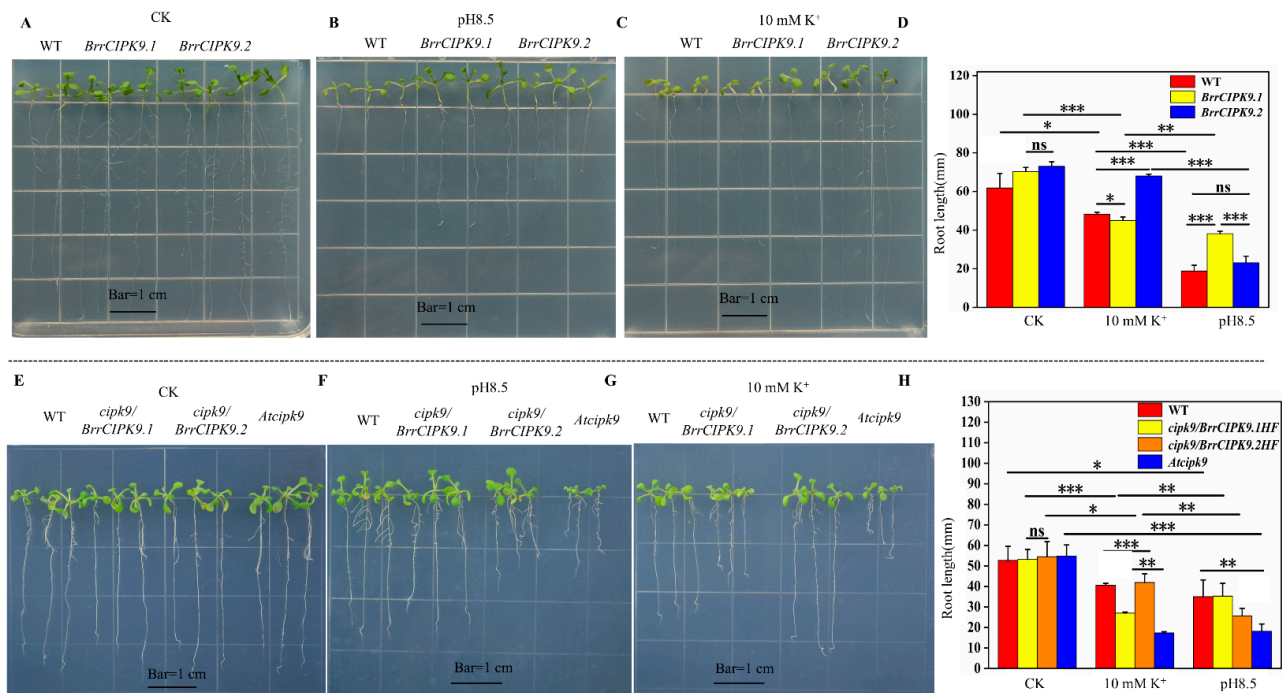 A
CK
WT BrrCIPK9.1 BrrCIPK9.2
Bar=1 cm
B
pH8.5
WT BrrCIPK9.1 BrrCIPK9.2
Bar=1 cm
C
10 mM K⁺
WT BrrCIPK9.1 BrrCIPK9.2
Bar=1 cm
D
WT
BrrCIPK9.1
BrrCIPK9.2
Root length(mm)
120
100
80
60
40
20
0
***
* **
***
ns *** ***
ns
*
*** ***
CK 10 mM K⁺ pH8.5
E
CK
WT cipk9/ cipk9/ Atcipk9
BrrCIPK9.1 BrrCIPK9.2
Bar=1 cm
F
pH8.5
WT cipk9/ cipk9/ Atcipk9
BrrCIPK9.1 BrrCIPK9.2
Bar=1 cm
G
10 mM K⁺
WT cipk9/ cipk9/ Atcipk9
BrrCIPK9.1 BrrCIPK9.2
Bar=1 cm
H
WT
cipk9/BrrCIPK9.1HF
cipk9/BrrCIPK9.2HF
Atcipk9
Root length(mm)
130
120
110
100
90
80
70
60
50
40
30
20
10
0
*
*** **
* **
ns ***
***
** **
CK 10 mM K⁺ pH8.5